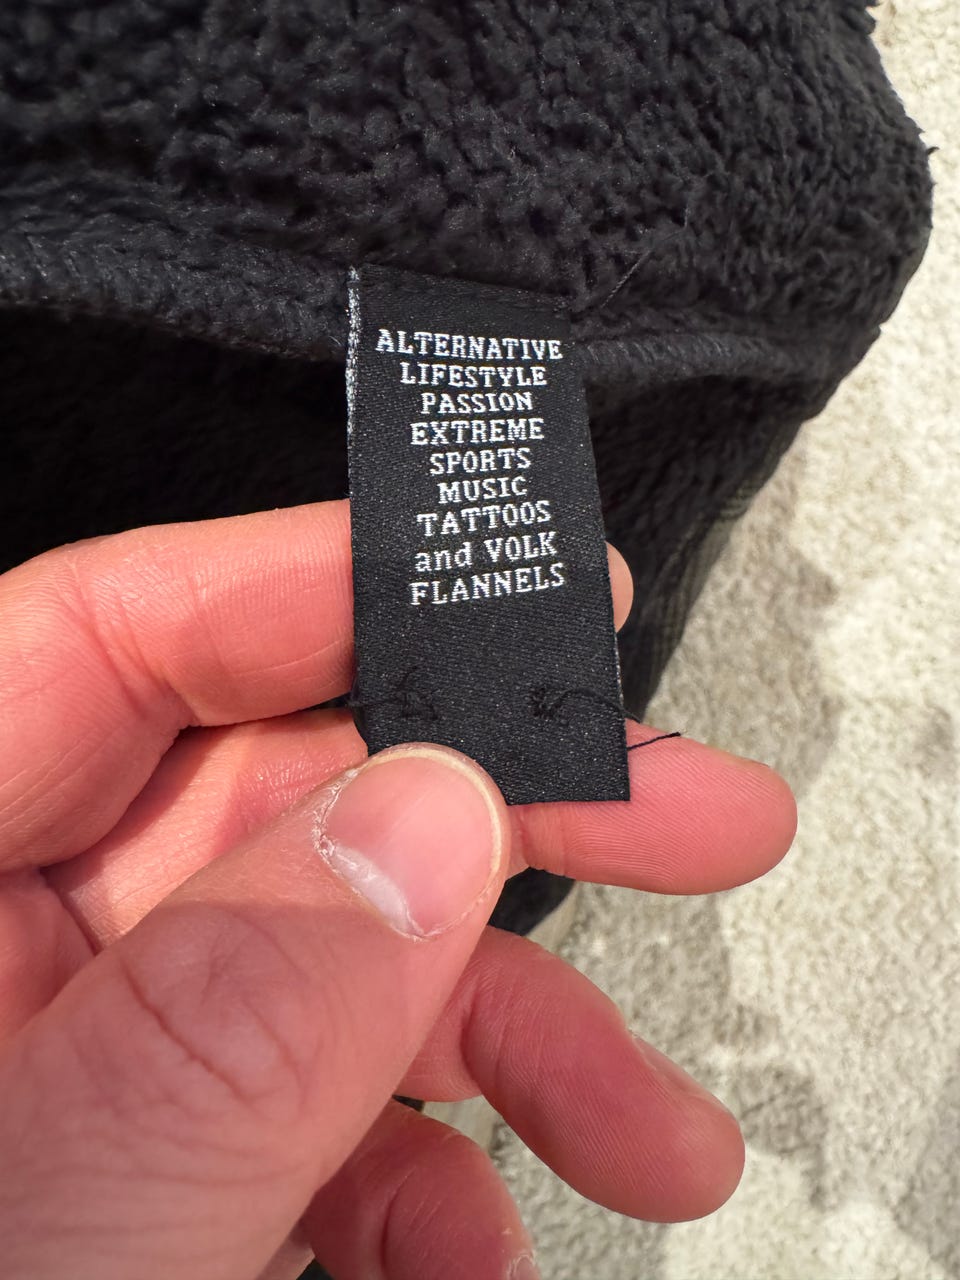 ALTERNATIVE
LIFESTYLE
PASSION
EXTREME
SPORTS
MUSIC
TATTOOS
and VOLK
FLANNELS